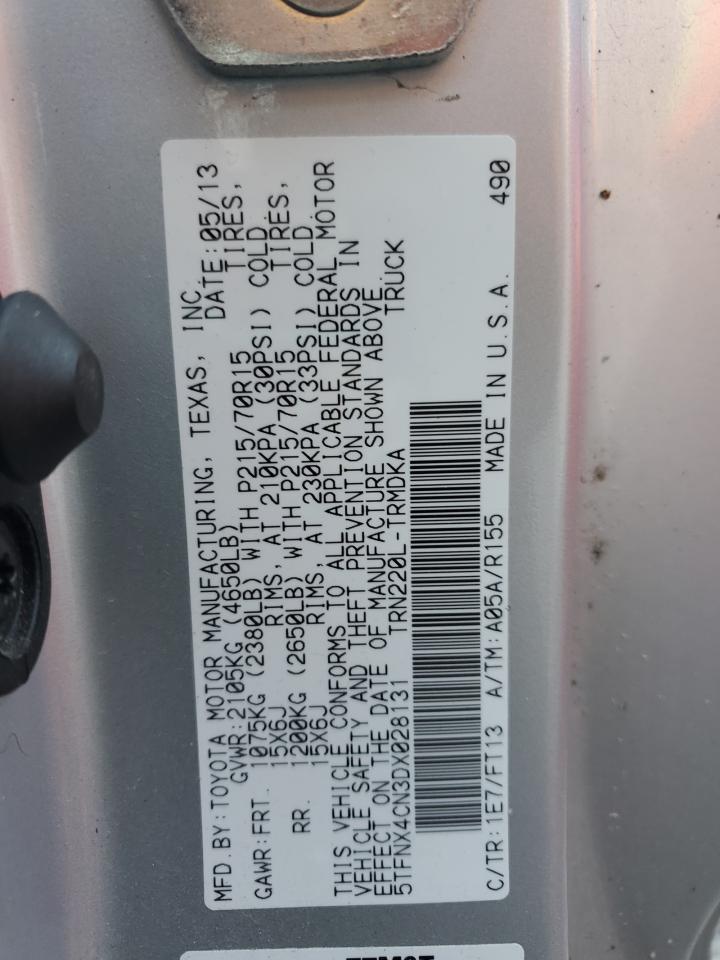 MFD.BY:TOYOTA MOTOR MANUFACTURING, TEXAS, INC.
GVWR:2105KG (4650LB) DATE:05/13
GAWR:FRT. 1075KG (2380LB) WITH P215/70R15 TIRES,
15X6J RIMS, AT 210KPA (30PSI) COLD.
RR. 1200KG (2650LB) WITH P215/70R15 TIRES,
15X6J RIMS, AT 230KPA (33PSI) COLD.
THIS VEHICLE CONFORMS TO ALL APPLICABLE FEDERAL MOTOR
VEHICLE SAFETY AND THEFT PREVENTION STANDARDS IN
EFFECT ON THE DATE OF MANUFACTURE SHOWN ABOVE.
5TFNX4CN3DX028131 TRN220L-TRMDKA TRUCK
C/TR:1E7/FT13 A/TM:A05A/R155 MADE IN U.S.A. 490